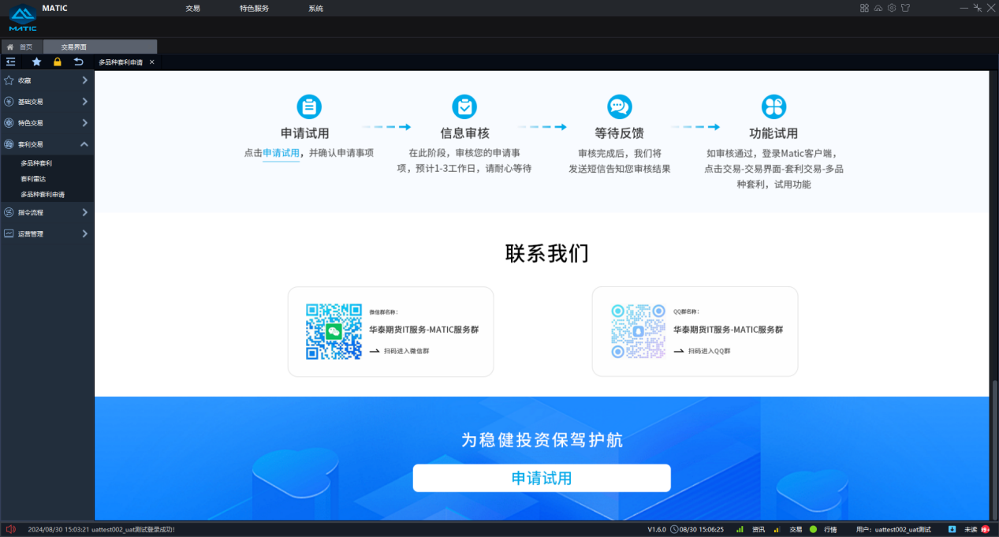 MATIC
交易
特色服务
系统
MATIC
首页
交易界面
多品种套利申请
收藏
基础交易
特色交易
套利交易
多品种套利
套利雷达
多品种套利申请
指令流程
运营管理
申请试用
点击申请试用，并确认申请事项
信息审核
在此阶段，审核您的申请事
项，预计1-3工作日，请耐心等待
等待反馈
审核完成后，我们将
发送短信告知您审核结果
功能试用
如审核通过，登录Matic客户端，
点击交易-交易界面-套利交易-多品
种套利，试用功能
联系我们
微信群名称：
华泰期货IT服务-MATIC服务群
扫码进入微信群
QQ群名称：
华泰期货IT服务-MATIC服务群
扫码进入QQ群
为稳健投资保驾护航
申请试用
2024/08/30 15:03:21 uattest002_uat测试登录成功!
V1.6.0
08/30 15:06:25
资讯
交易
行情
用户：uattest002_uat测试
未读